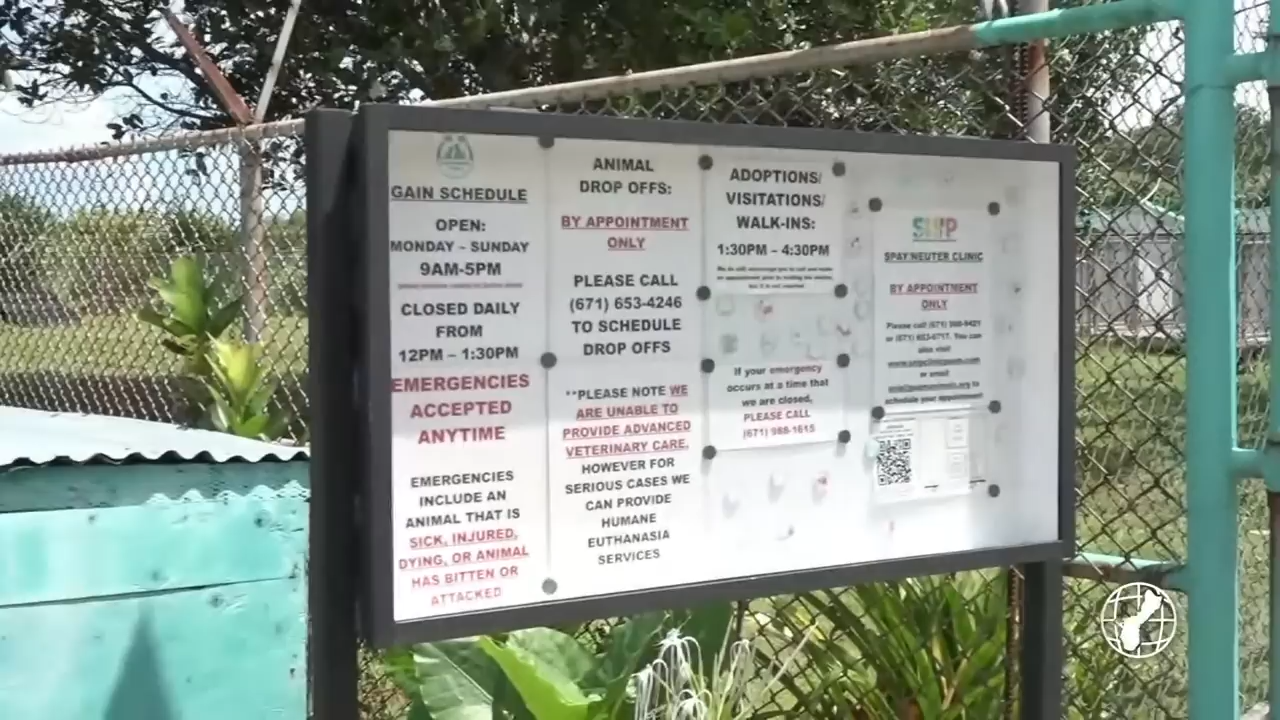 GAIN SCHEDULE
OPEN:
MONDAY – SUNDAY
9AM-5PM
CLOSED DAILY
FROM
12PM – 1:30PM
EMERGENCIES
ACCEPTED
ANYTIME
EMERGENCIES
INCLUDE AN
ANIMAL THAT IS
SICK, INJURED,
DYING, OR ANIMAL
HAS BITTEN OR
ATTACKED
ANIMAL
DROP OFFS:
BY APPOINTMENT
ONLY
PLEASE CALL
(671) 653-4246
TO SCHEDULE
DROP OFFS
**PLEASE NOTE WE
ARE UNABLE TO
PROVIDE ADVANCED
VETERINARY CARE.
HOWEVER FOR
SERIOUS CASES WE
CAN PROVIDE
HUMANE
EUTHANASIA
SERVICES
ADOPTIONS/
VISITATIONS/
WALK-INS:
1:30PM – 4:30PM
If your emergency
occurs at a time that
we are closed,
PLEASE CALL
(671) 988-1615
SPAY/NEUTER CLINIC
BY APPOINTMENT
ONLY
Please call (671)
or (671) You can
also visit
or email
to
schedule your appointment